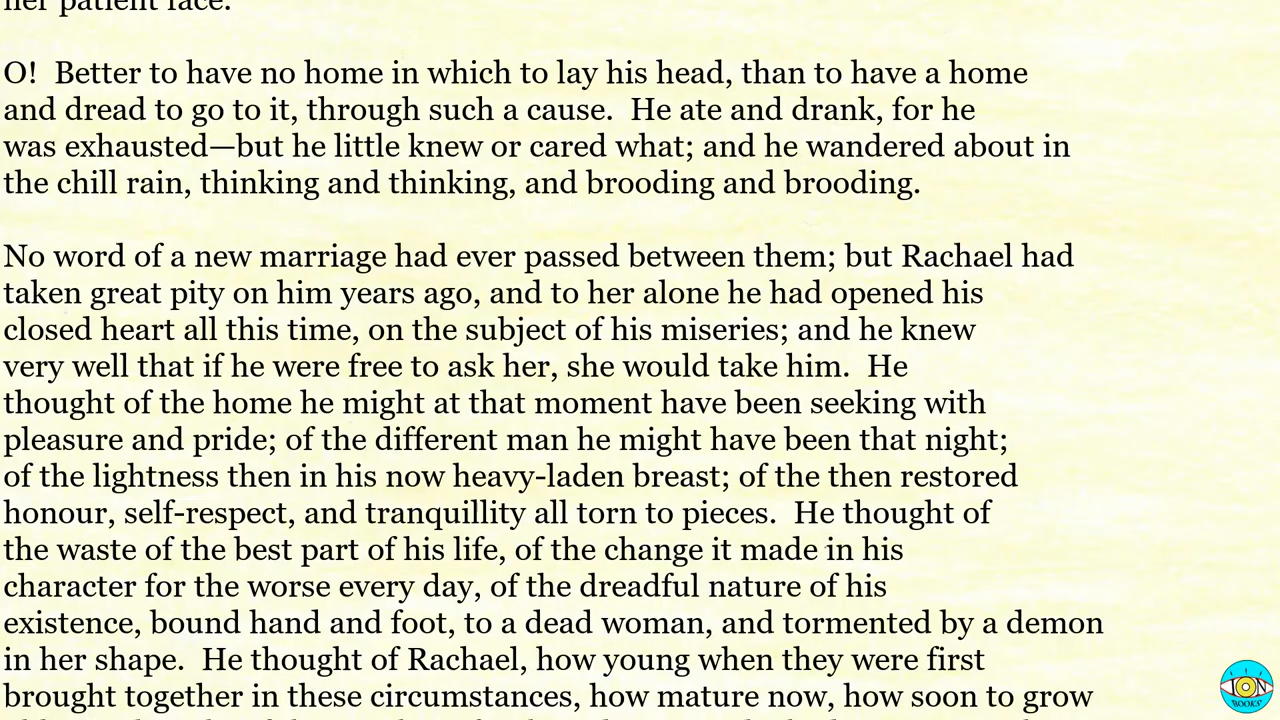 her patient face.
O!  Better to have no home in which to lay his head, than to have a home
and dread to go to it, through such a cause.  He ate and drank, for he
was exhausted—but he little knew or cared what; and he wandered about in
the chill rain, thinking and thinking, and brooding and brooding.
No word of a new marriage had ever passed between them; but Rachael had
taken great pity on him years ago, and to her alone he had opened his
closed heart all this time, on the subject of his miseries; and he knew
very well that if he were free to ask her, she would take him.  He
thought of the home he might at that moment have been seeking with
pleasure and pride; of the different man he might have been that night;
of the lightness then in his now heavy-laden breast; of the then restored
honour, self-respect, and tranquillity all torn to pieces.  He thought of
the waste of the best part of his life, of the change it made in his
character for the worse every day, of the dreadful nature of his
existence, bound hand and foot, to a dead woman, and tormented by a demon
in her shape.  He thought of Rachael, how young when they were first
brought together in these circumstances, how mature now, how soon to grow
ION
BOOKS